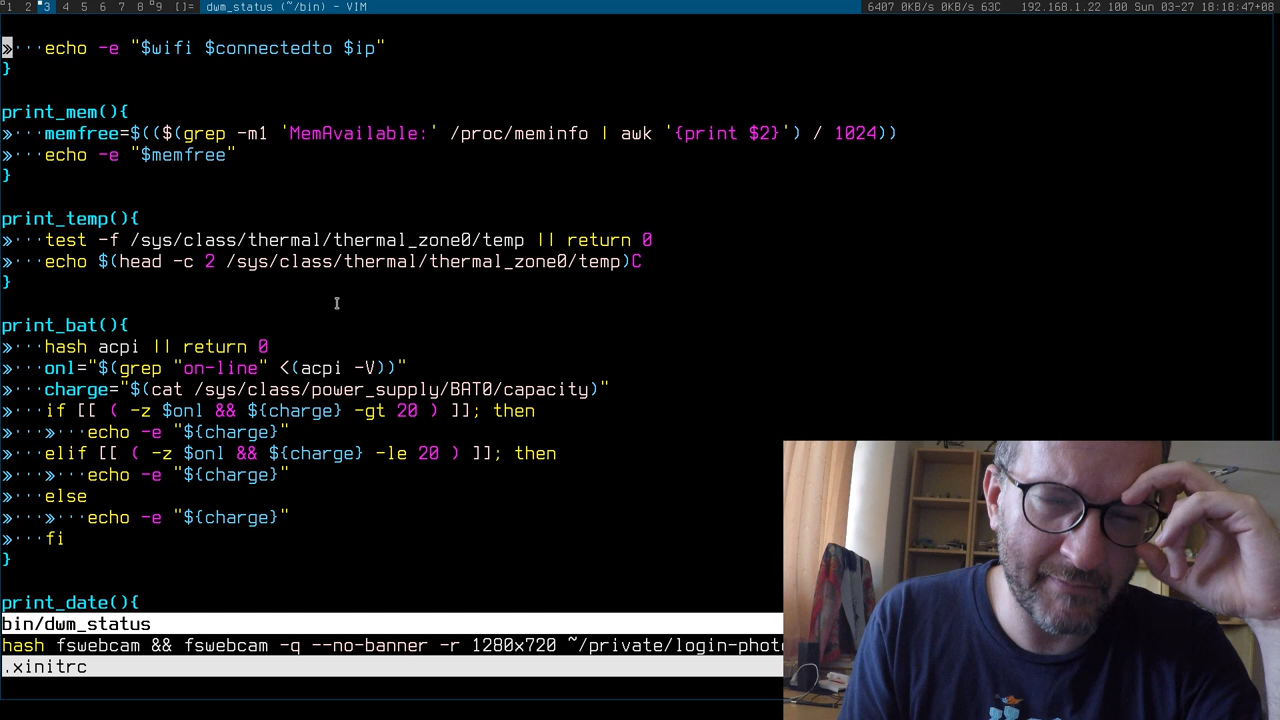 1 2 3 4 5 6 7 8 9 []= dwm_status (~/bin) - VIM 6407 0KB/s 0KB/s 63C 192.168.1.22 100 Sun 03-27 18:18:47+08
»···echo -e "$wifi $connectedto $ip"
}
print_mem(){
»···memfree=$(($(grep -m1 'MemAvailable:' /proc/meminfo | awk '{print $2}') / 1024))
»···echo -e "$memfree"
}
print_temp(){
»···test -f /sys/class/thermal/thermal_zone0/temp || return 0
»···echo $(head -c 2 /sys/class/thermal/thermal_zone0/temp)C
}
print_bat(){
»···hash acpi || return 0
»···onl="$(grep "on-line" <(acpi -V))"
»···charge="$(cat /sys/class/power_supply/BAT0/capacity)"
»···if [[ ( -z $onl && ${charge} -gt 20 ) ]]; then
»···»···echo -e "${charge}"
»···elif [[ ( -z $onl && ${charge} -le 20 ) ]]; then
»···»···echo -e "${charge}"
»···else
»···»···echo -e "${charge}"
»···fi
}
print_date(){
bin/dwm_status
hash fswebcam && fswebcam -q --no-banner -r 1280x720 ~/private/login-phot
.xinitrc